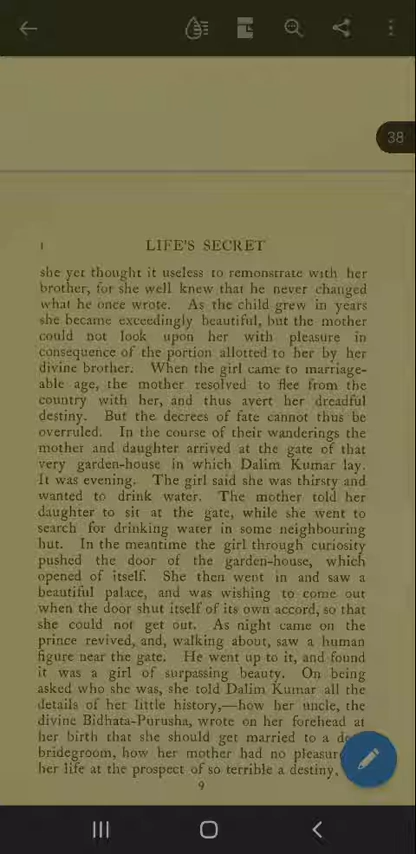 38
I
LIFE'S SECRET
she yet thought it useless to remonstrate with her
brother, for she well knew that he never changed
what he once wrote. As the child grew in years
she became exceedingly beautiful, but the mother
could not look upon her with pleasure in
consequence of the portion allotted to her by her
divine brother. When the girl came to marriage-
able age, the mother resolved to flee from the
country with her, and thus avert her dreadful
destiny. But the decrees of fate cannot thus be
overruled. In the course of their wanderings the
mother and daughter arrived at the gate of that
very garden-house in which Dalim Kumar lay.
It was evening. The girl said she was thirsty and
wanted to drink water. The mother told her
daughter to sit at the gate, while she went to
search for drinking water in some neighbouring
hut. In the meantime the girl through curiosity
pushed the door of the garden-house, which
opened of itself. She then went in and saw a
beautiful palace, and was wishing to come out
when the door shut itself of its own accord, so that
she could not get out. As night came on the
prince revived, and, walking about, saw a human
figure near the gate. He went up to it, and found
it was a girl of surpassing beauty. On being
asked who she was, she told Dalim Kumar all the
details of her little history,—how her uncle, the
divine Bidhata-Purusha, wrote on her forehead at
her birth that she should get married to a
bridegroom, how her mother had no
her life at the prospect of so terrible a destiny,
9